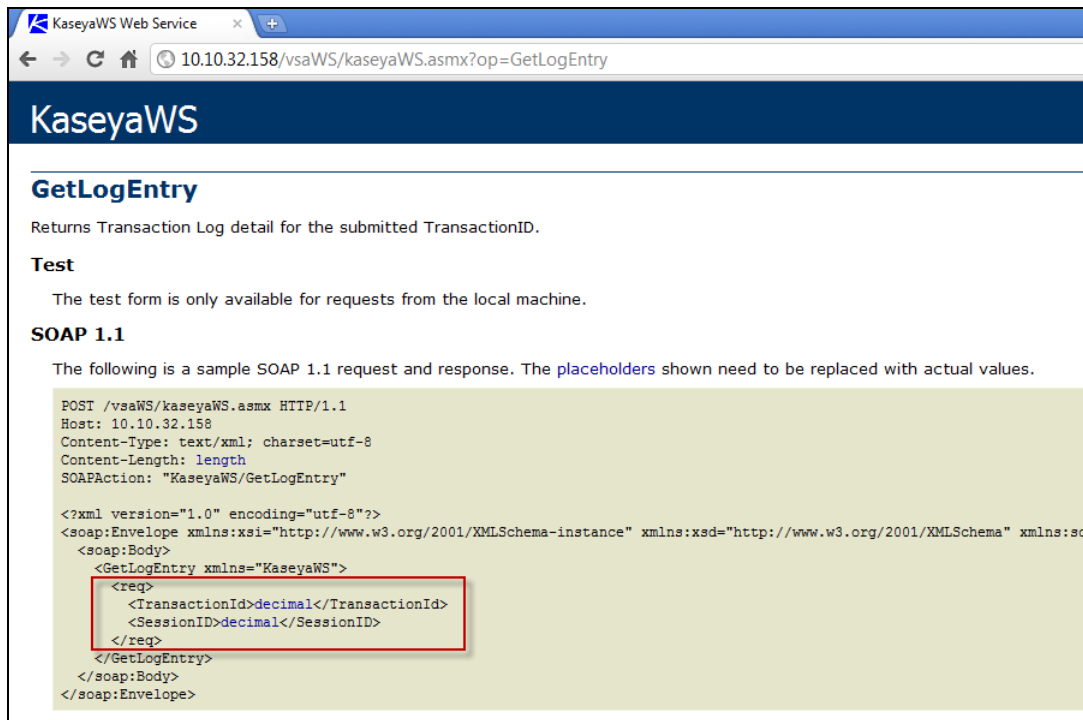 KaseyaWS Web Service
10.10.32.158/vsaWS/kaseyaWS.asmx?op=GetLogEntry
KaseyaWS
GetLogEntry
Returns Transaction Log detail for the submitted TransactionID.
Test
The test form is only available for requests from the local machine.
SOAP 1.1
The following is a sample SOAP 1.1 request and response. The placeholders shown need to be replaced with actual values.
POST /vsaWS/kaseyaWS.asmx HTTP/1.1
Host: 10.10.32.158
Content-Type: text/xml; charset=utf-8
Content-Length: length
SOAPAction: "KaseyaWS/GetLogEntry"
<?xml version="1.0" encoding="utf-8"?>
<soap:Envelope xmlns:xsi="http://www.w3.org/2001/XMLSchema-instance" xmlns:xsd="http://www.w3.org/2001/XMLSchema" xmlns:so
<soap:Body>
<GetLogEntry xmlns="KaseyaWS">
<req>
<TransactionId>decimal</TransactionId>
<SessionID>decimal</SessionID>
</req>
</GetLogEntry>
</soap:Body>
</soap:Envelope>